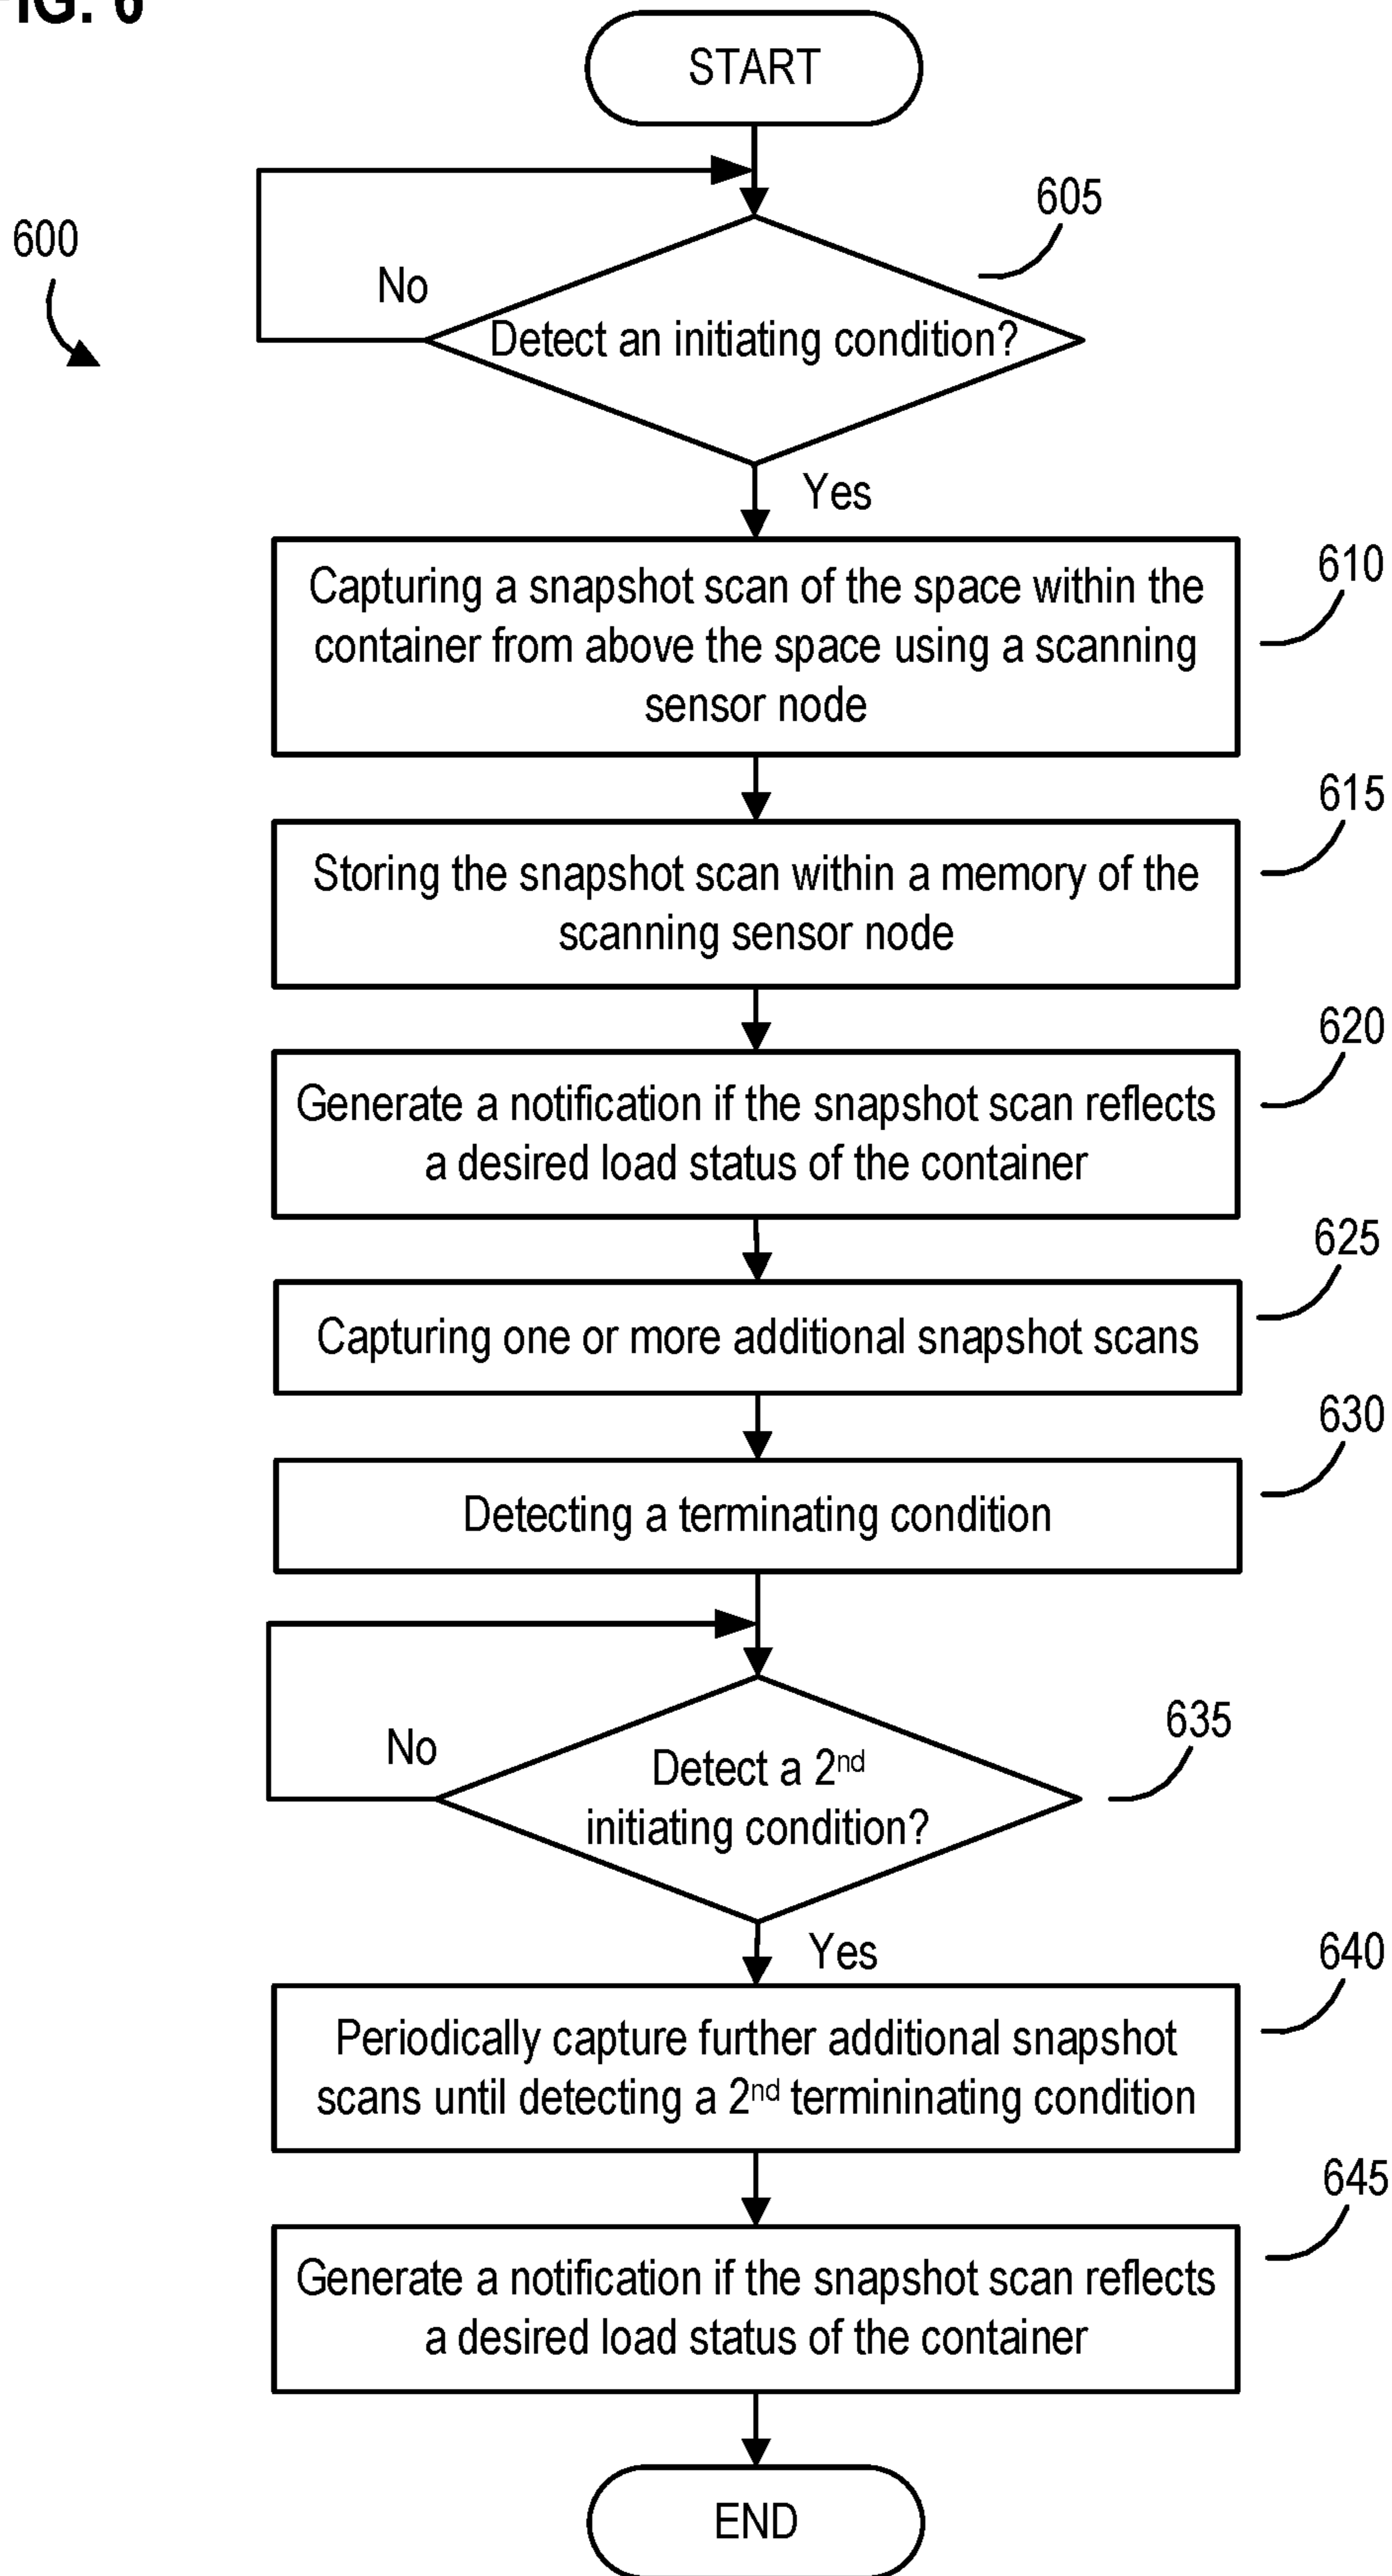 FIG. 6
START
605
600
No
Detect an initiating condition?
Yes
610
Capturing a snapshot scan of the space within the
container from above the space using a scanning
sensor node
615
Storing the snapshot scan within a memory of the
scanning sensor node
620
Generate a notification if the snapshot scan reflects
a desired load status of the container
625
Capturing one or more additional snapshot scans
630
Detecting a terminating condition
635
No
Detect a 2nd
initiating condition?
Yes
640
Periodically capture further additional snapshot
scans until detecting a 2nd termininating condition
645
Generate a notification if the snapshot scan reflects
a desired load status of the container
END